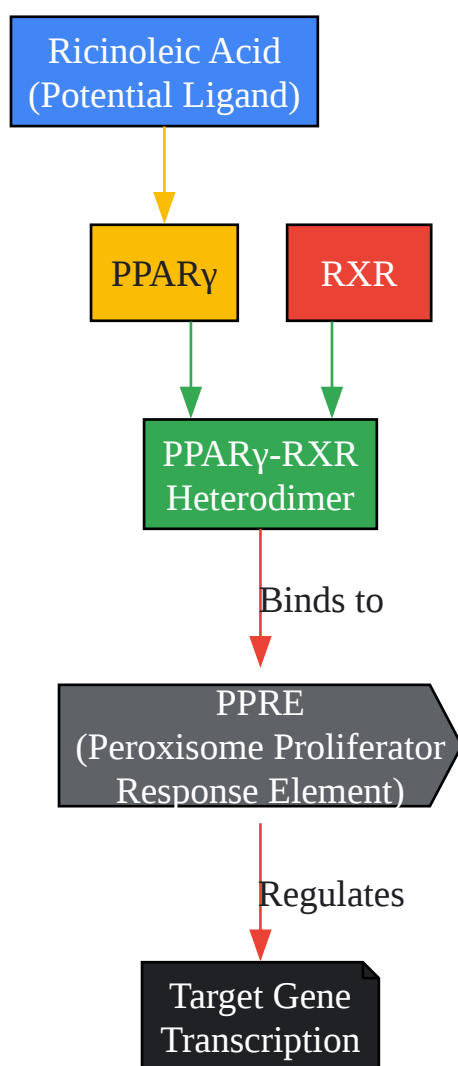 Ricinoleic Acid
(Potential Ligand)
PPARγ
RXR
PPARγ-RXR
Heterodimer
Binds to
PPRE
(Peroxisome Proliferator
Response Element)
Regulates
Target Gene
Transcription